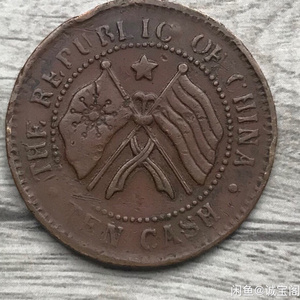 THE REPUBLIC OF CHINA
TEN CASH
闲鱼@诚宝阁